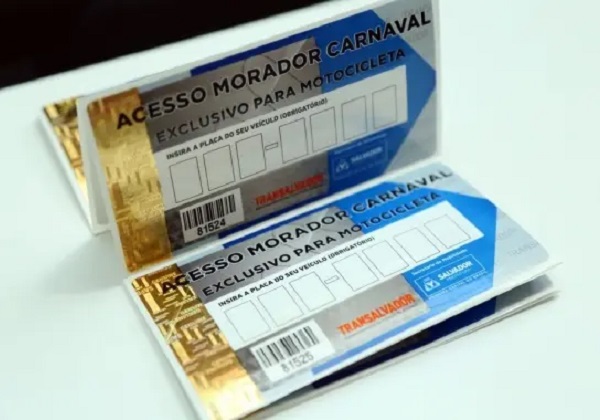 ACESSO MORADOR CARNAVAL
EXCLUSIVO PARA MOTOCICLETA
INSIRA A PLACA DO SEU VEÍCULO (OBRIGATÓRIO)
81524
TRANSALVADOR
SALVADOR
ACESSO MORADOR CARNAVAL
EXCLUSIVO PARA MOTOCICLETA
INSIRA A PLACA DO SEU VEÍCULO (OBRIGATÓRIO)
81525
TRANSALVADOR
SALVADOR